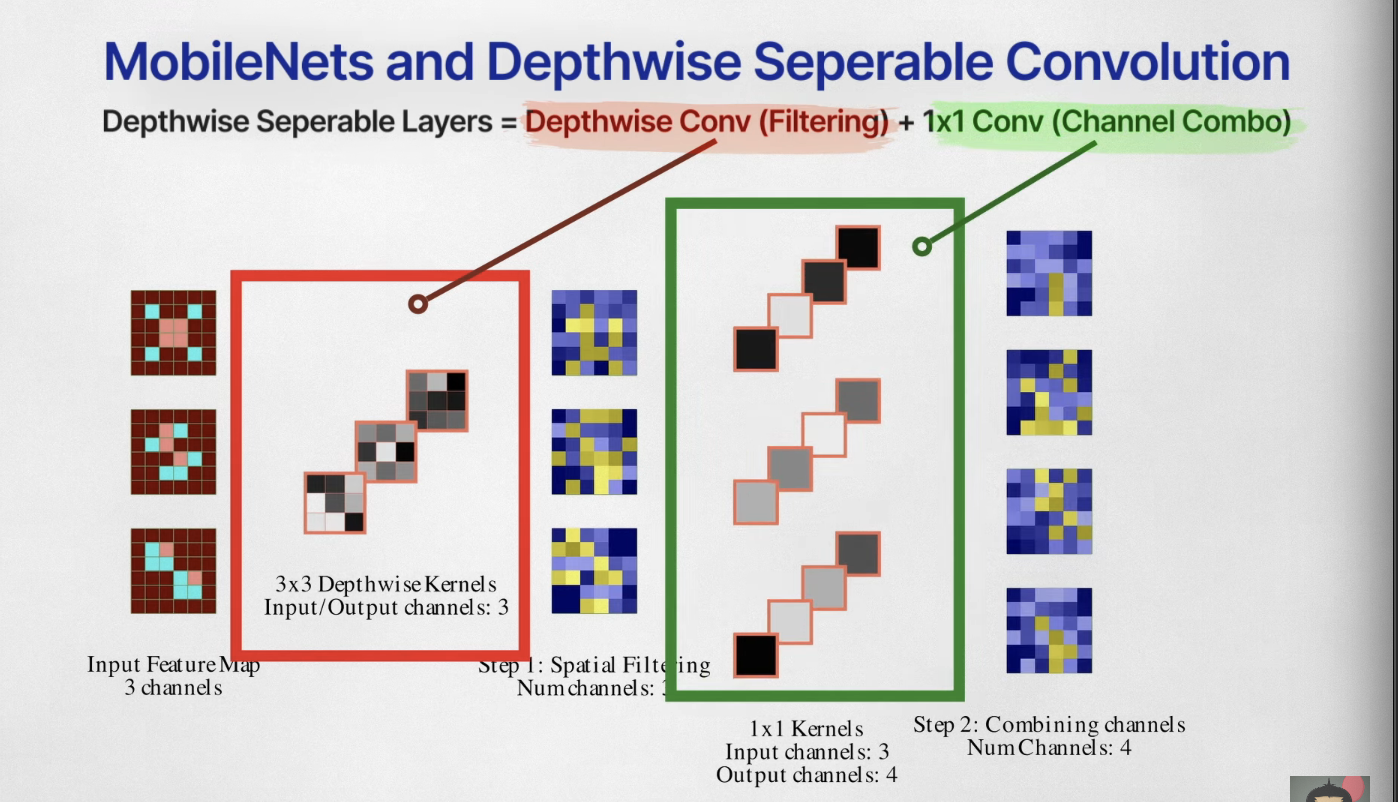 MobileNets and Depthwise Seperable Convolution
Depthwise Seperable Layers = Depthwise Conv (Filtering) + 1x1 Conv (Channel Combo)
3x3 Depthwise Kernels
Input/Output channels: 3
Input Feature Map
3 channels
Step 1: Spatial Filtering
Num channels: 3
1x1 Kernels
Input channels: 3
Output channels: 4
Step 2: Combining channels
Num Channels: 4